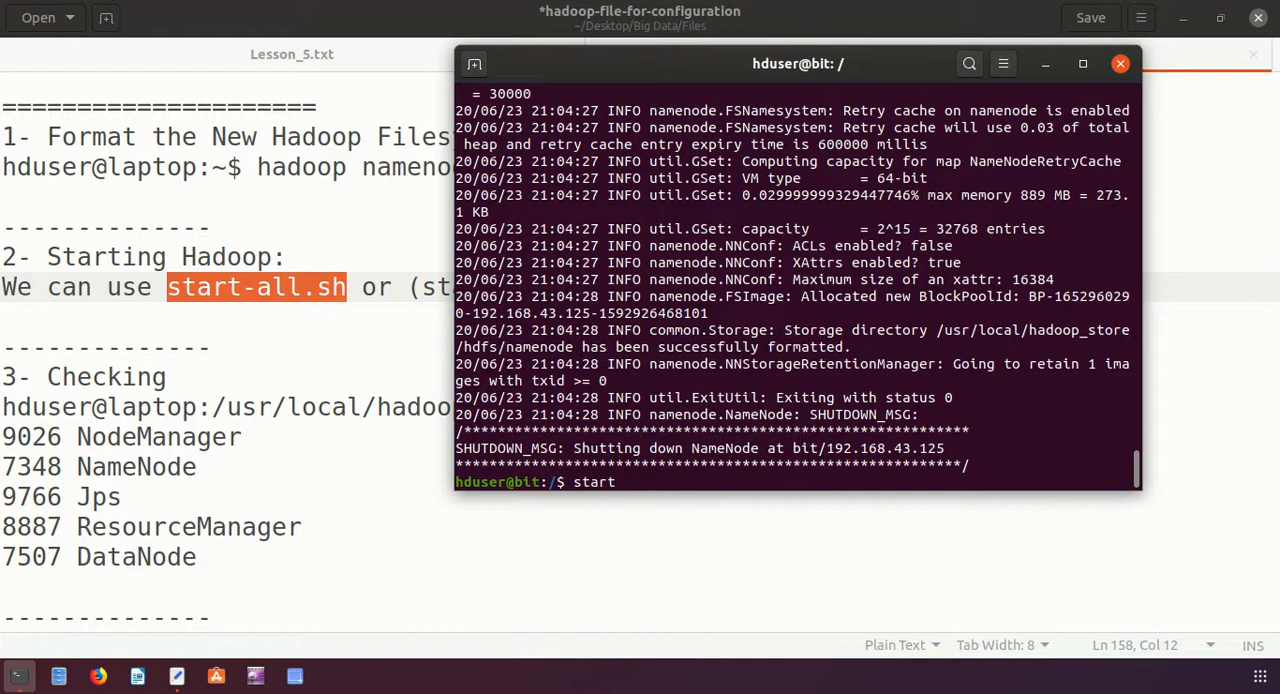 Open
*hadoop-file-for-configuration
~/Desktop/Big Data/Files
Save
Lesson_5.txt
=====================
1- Format the New Hadoop Files
hduser@laptop:~$ hadoop nameno
--------------
2- Starting Hadoop:
We can use start-all.sh or (st
--------------
3- Checking
hduser@laptop:/usr/local/hadoo
9026 NodeManager
7348 NameNode
9766 Jps
8887 ResourceManager
7507 DataNode
--------------
hduser@bit: /
= 30000
20/06/23 21:04:27 INFO namenode.FSNamesystem: Retry cache on namenode is enabled
20/06/23 21:04:27 INFO namenode.FSNamesystem: Retry cache will use 0.03 of total
heap and retry cache entry expiry time is 600000 millis
20/06/23 21:04:27 INFO util.GSet: Computing capacity for map NameNodeRetryCache
20/06/23 21:04:27 INFO util.GSet: VM type       = 64-bit
20/06/23 21:04:27 INFO util.GSet: 0.029999999329447746% max memory 889 MB = 273.
1 KB
20/06/23 21:04:27 INFO util.GSet: capacity      = 2^15 = 32768 entries
20/06/23 21:04:27 INFO namenode.NNConf: ACLs enabled? false
20/06/23 21:04:27 INFO namenode.NNConf: XAttrs enabled? true
20/06/23 21:04:27 INFO namenode.NNConf: Maximum size of an xattr: 16384
20/06/23 21:04:28 INFO namenode.FSImage: Allocated new BlockPoolId: BP-165296029
0-192.168.43.125-1592926468101
20/06/23 21:04:28 INFO common.Storage: Storage directory /usr/local/hadoop_store
/hdfs/namenode has been successfully formatted.
20/06/23 21:04:28 INFO namenode.NNStorageRetentionManager: Going to retain 1 ima
ges with txid >= 0
20/06/23 21:04:28 INFO util.ExitUtil: Exiting with status 0
20/06/23 21:04:28 INFO namenode.NameNode: SHUTDOWN_MSG:
/************************************************************
SHUTDOWN_MSG: Shutting down NameNode at bit/192.168.43.125
************************************************************/
hduser@bit:/$ start
Plain Text
Tab Width: 8
Ln 158, Col 12
INS